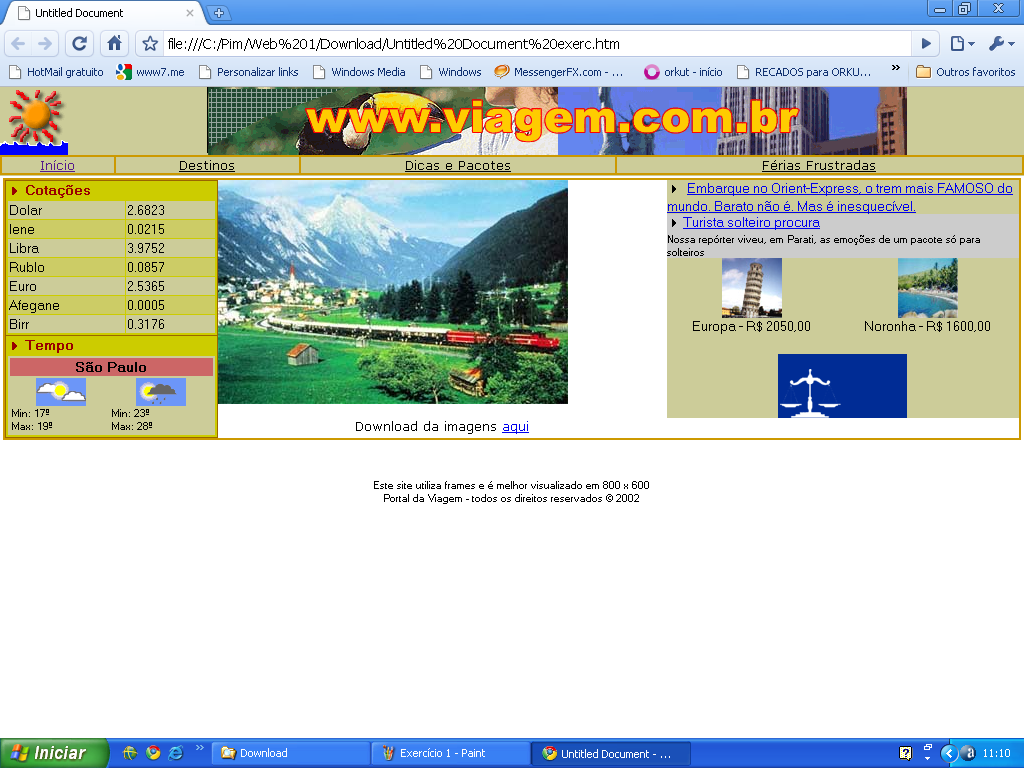 Untitled Document
file:///C:/Pim/Web%201/Download/Untitled%20Document%20exerc.htm
HotMail gratuito www7.me Personalizar links Windows Media Windows MessengerFX.com - ... orkut - início RECADOS para ORKU... » Outros favoritos
www.viagem.com.br
Início Destinos Dicas e Pacotes Férias Frustradas
Cotações
Dolar 2.6823
Iene 0.0215
Libra 3.9752
Rublo 0.0857
Euro 2.5365
Afegane 0.0005
Birr 0.3176
Tempo
São Paulo
Min: 17º Min: 23º
Max: 19º Max: 28º
Download da imagens aqui
Embarque no Orient-Express, o trem mais FAMOSO do
mundo. Barato não é. Mas é inesquecível.
Turista solteiro procura
Nossa repórter viveu, em Parati, as emoções de um pacote só para
solteiros
Europa - R$ 2050,00 Noronha - R$ 1600,00
Este site utiliza frames e é melhor visualizado em 800 x 600
Portal da Viagem - todos os direitos reservados © 2002
Iniciar » Download Exercício 1 - Paint Untitled Document - ... 11:10